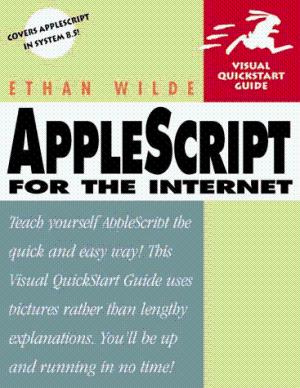 COVERS APPLESCRIPT
IN SYSTEM 8.5!
VISUAL
QUICKSTART
GUIDE
ETHAN WILDE
APPLESCRIPT
FOR THE INTERNET
Teach yourself AppleScript the
quick and easy way! This
Visual QuickStart Guide uses
pictures rather than lengthy
explanations. You'll be up
and running in no time!